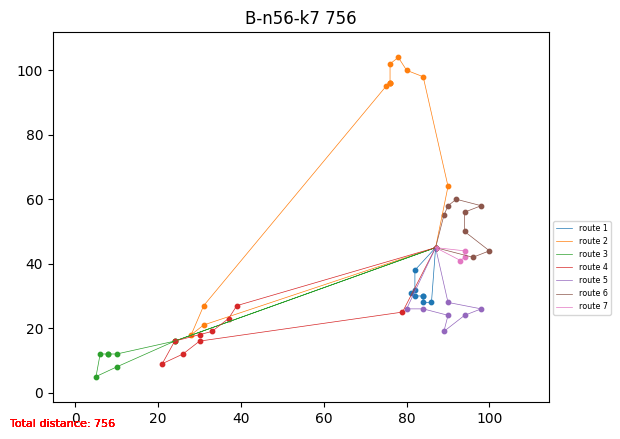 B-n56-k7 756
100
80
60
40
20
0
0 20 40 60 80 100
route 1
route 2
route 3
route 4
route 5
route 6
route 7
Total distance: 756